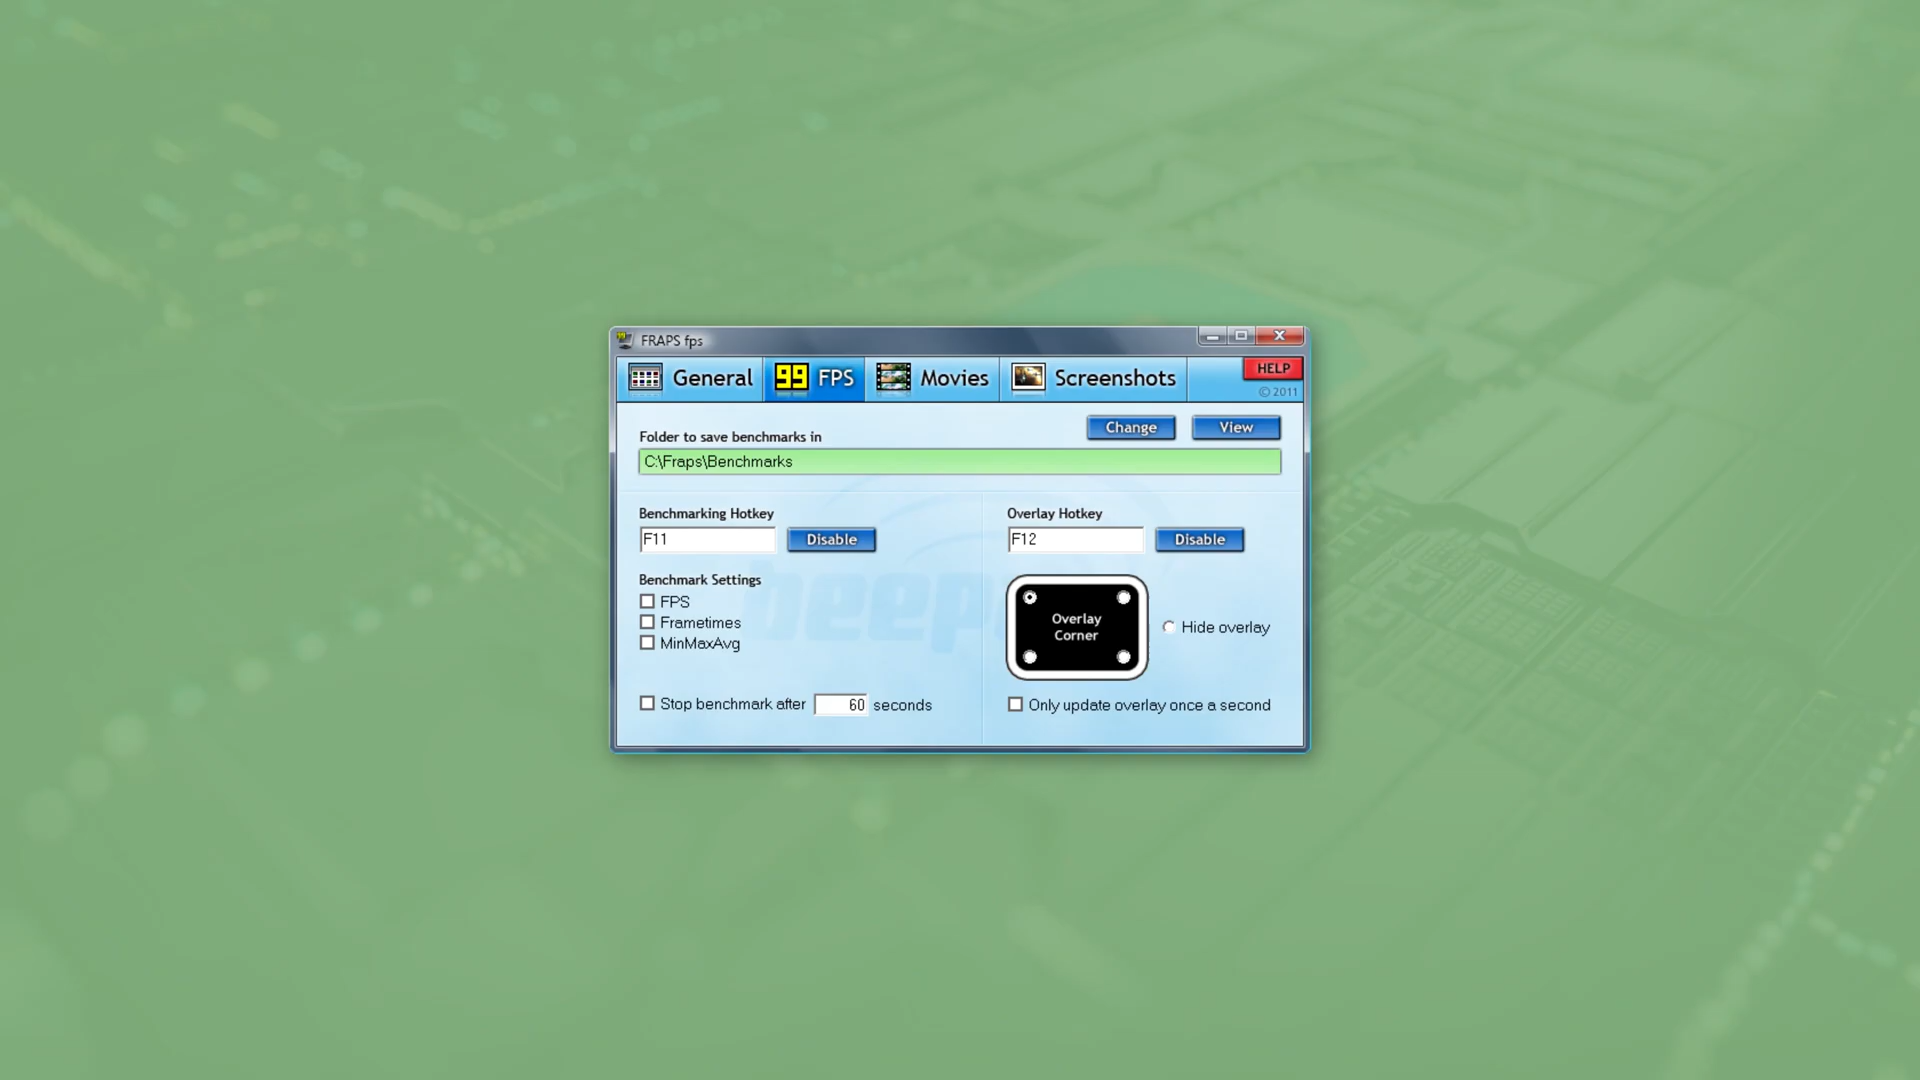 FRAPS fps
General
99 FPS
Movies
Screenshots
HELP
© 2011
Folder to save benchmarks in
Change
View
C:\Fraps\Benchmarks
Benchmarking Hotkey
F11
Disable
Benchmark Settings
FPS
Frametimes
MinMaxAvg
Stop benchmark after 60 seconds
Overlay Hotkey
F12
Disable
Overlay
Corner
Hide overlay
Only update overlay once a second